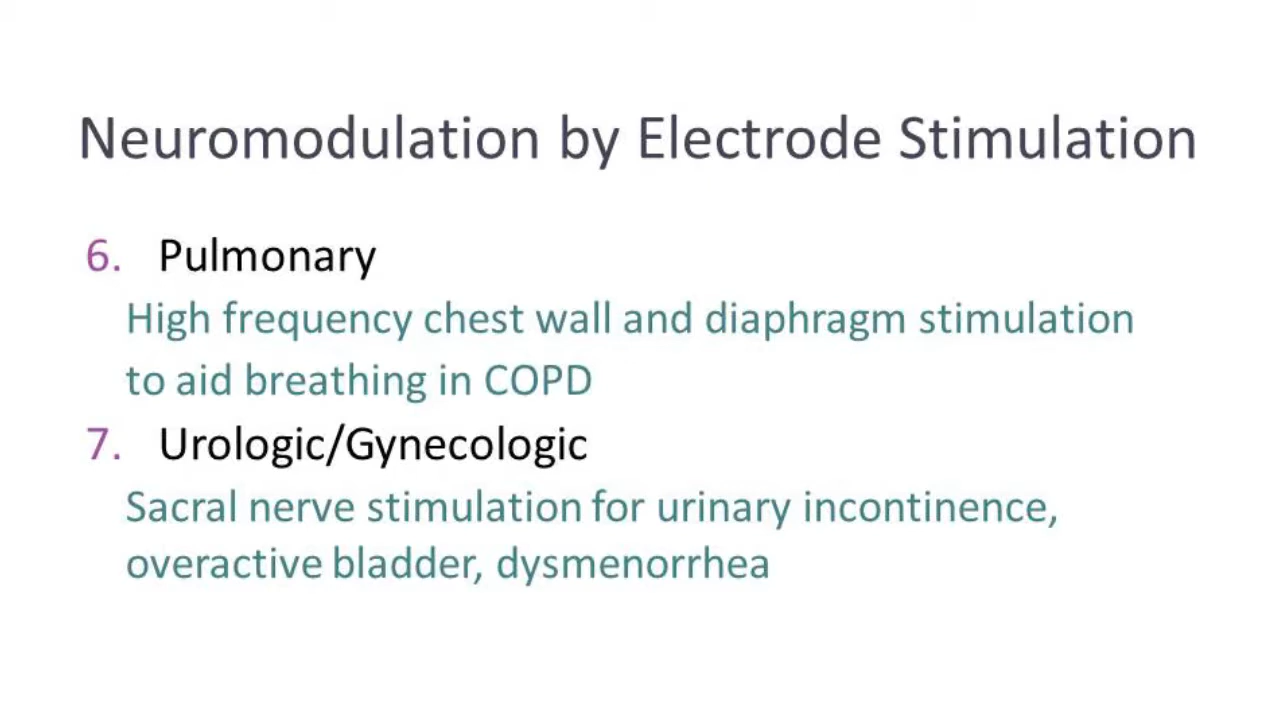 Neuromodulation by Electrode Stimulation
6. Pulmonary
High frequency chest wall and diaphragm stimulation
to aid breathing in COPD
7. Urologic/Gynecologic
Sacral nerve stimulation for urinary incontinence,
overactive bladder, dysmenorrhea